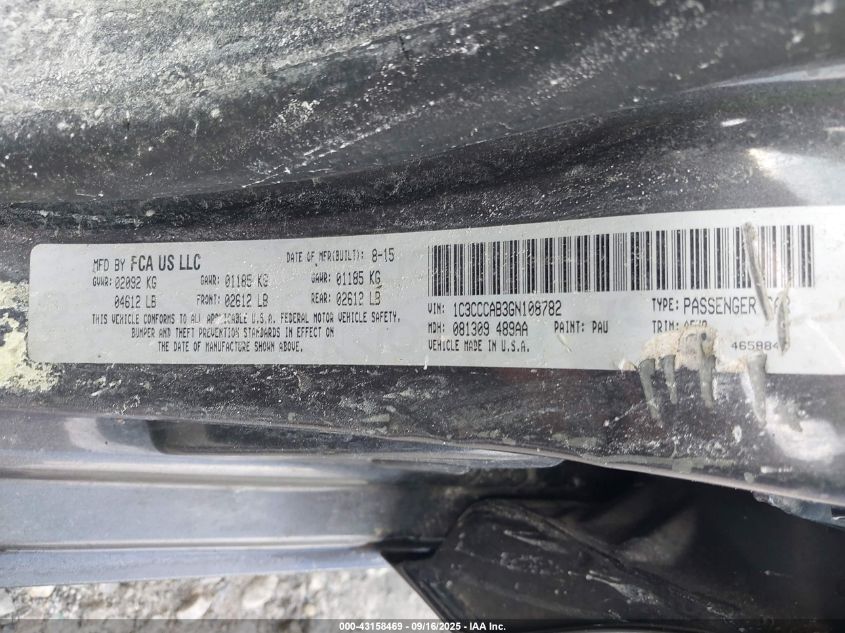 MFD BY FCA US LLC DATE OF MFR(BUILT): 8-15
GVWR: 02092 KG GAWR: 01185 KG GAWR: 01185 KG
04612 LB FRONT: 02612 LB REAR: 02612 LB
THIS VEHICLE CONFORMS TO ALL APPLICABLE U.S.A. FEDERAL MOTOR VEHICLE SAFETY,
BUMPER AND THEFT PREVENTION STANDARDS IN EFFECT ON
THE DATE OF MANUFACTURE SHOWN ABOVE.
VIN: 1C3CCCAB3GN108782 TYPE: PASSENGER
MDH: 081309 489AA PAINT: PAU TRIM:
VEHICLE MADE IN U.S.A.
000-43158469 - 09/16/2025 - IAA Inc.